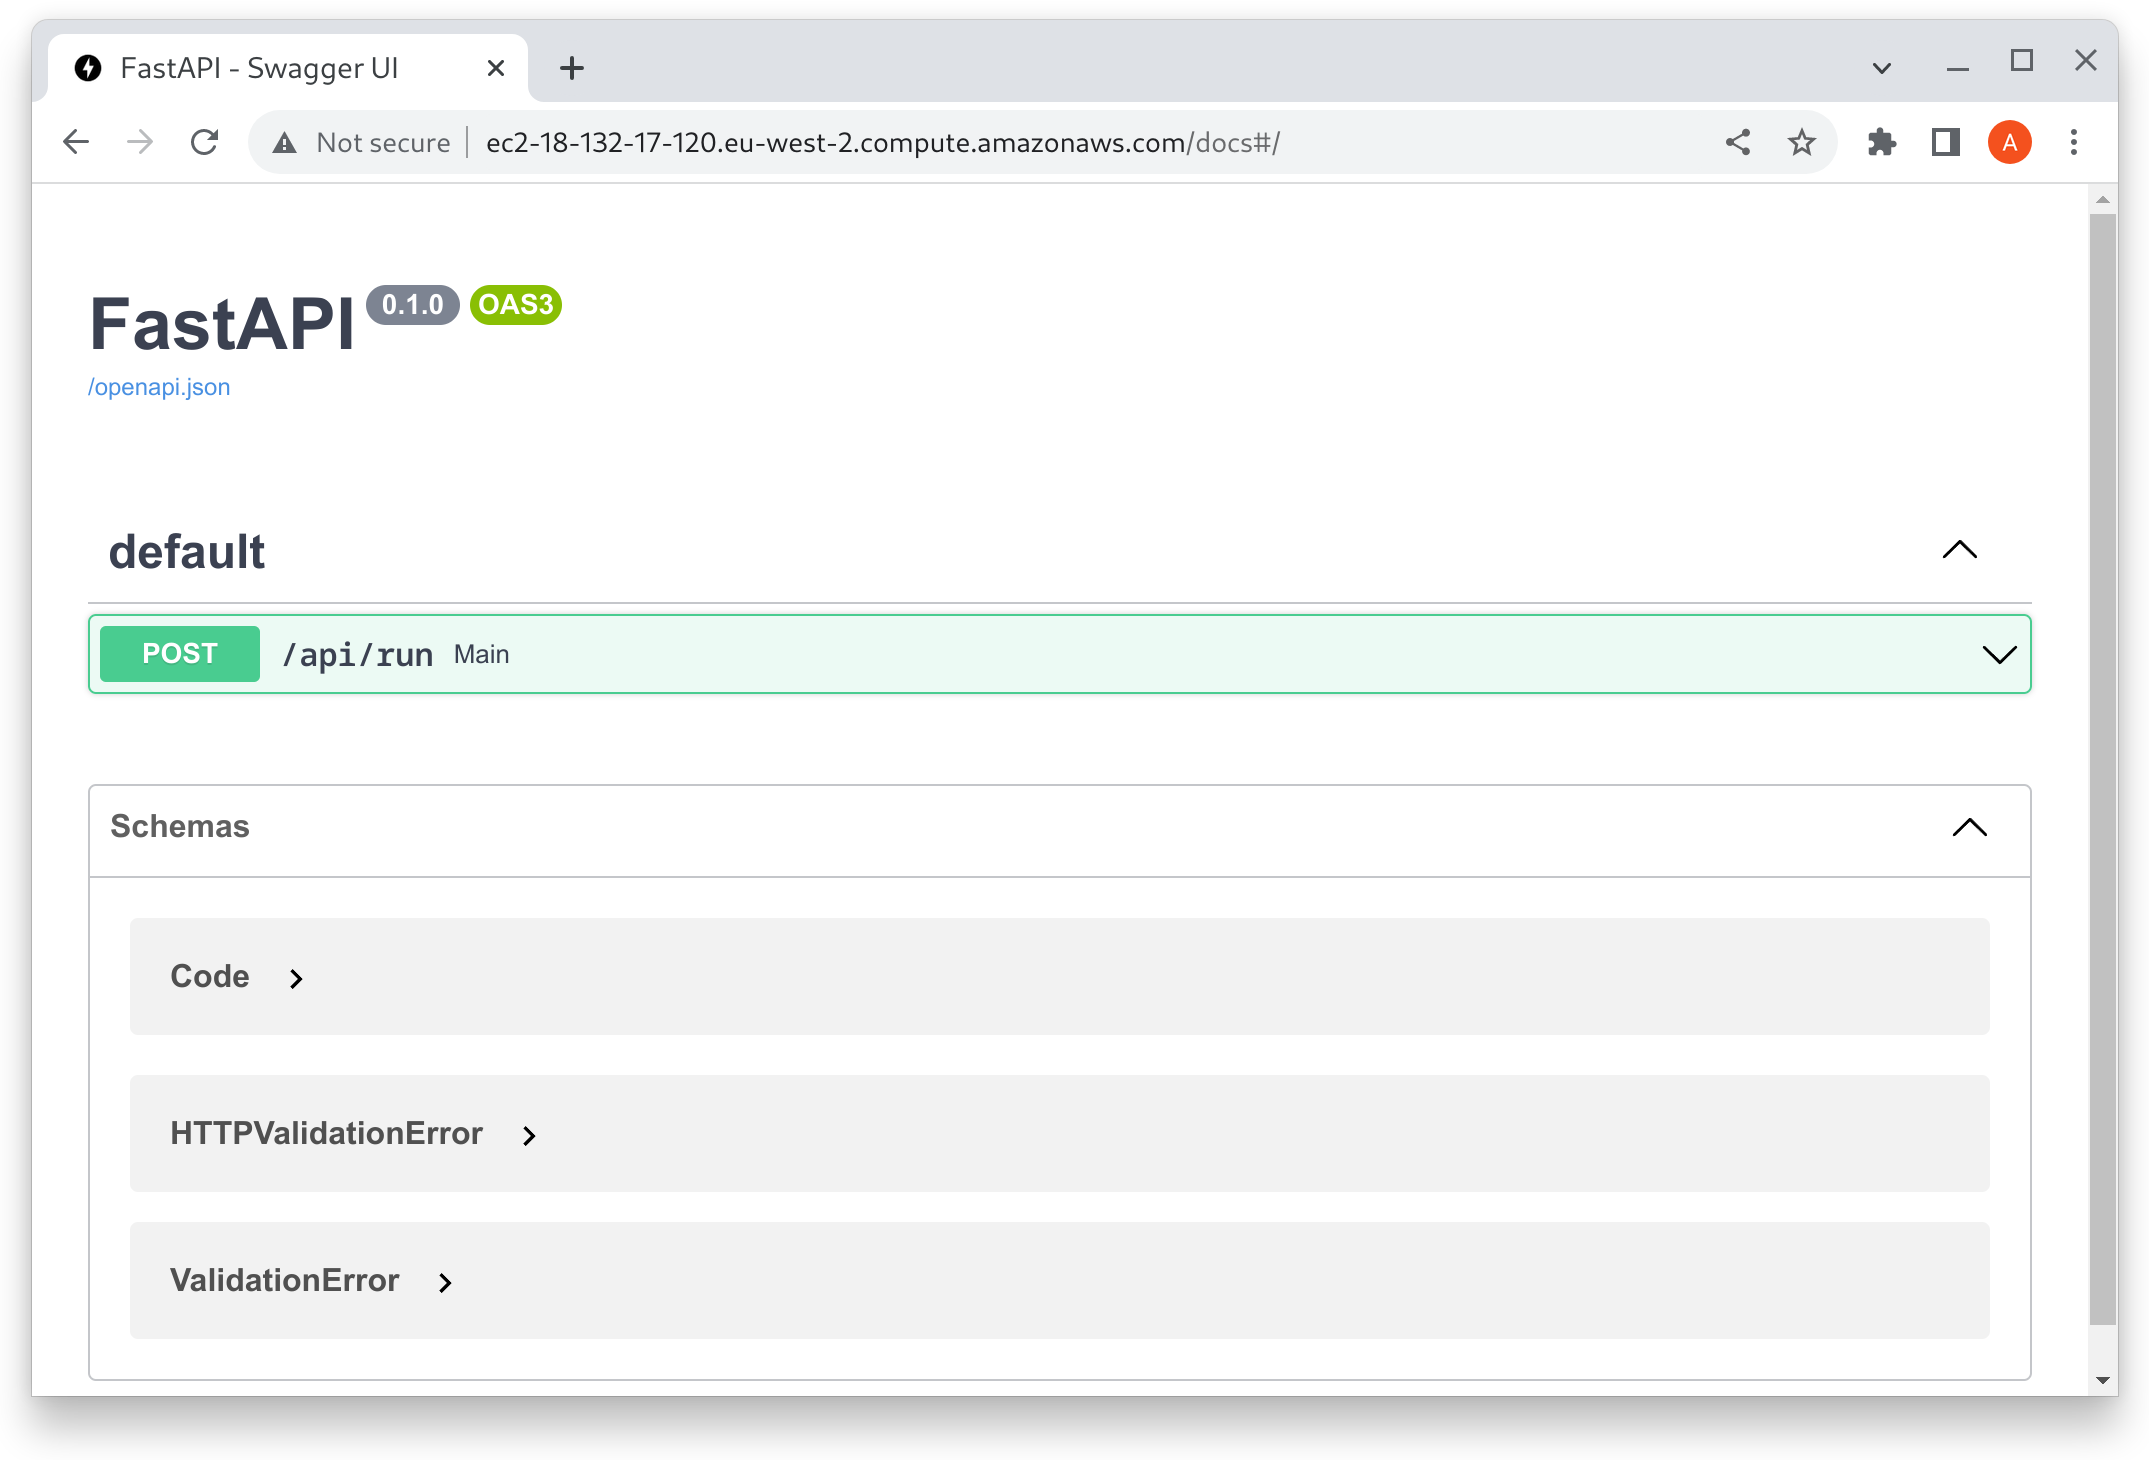 FastAPI - Swagger UI
Not secure ec2-18-132-17-120.eu-west-2.compute.amazonaws.com/docs#/ A
FastAPI 0.1.0 OAS3
/openapi.json
default
POST /api/run Main
Schemas
Code
HTTPValidationError
ValidationError